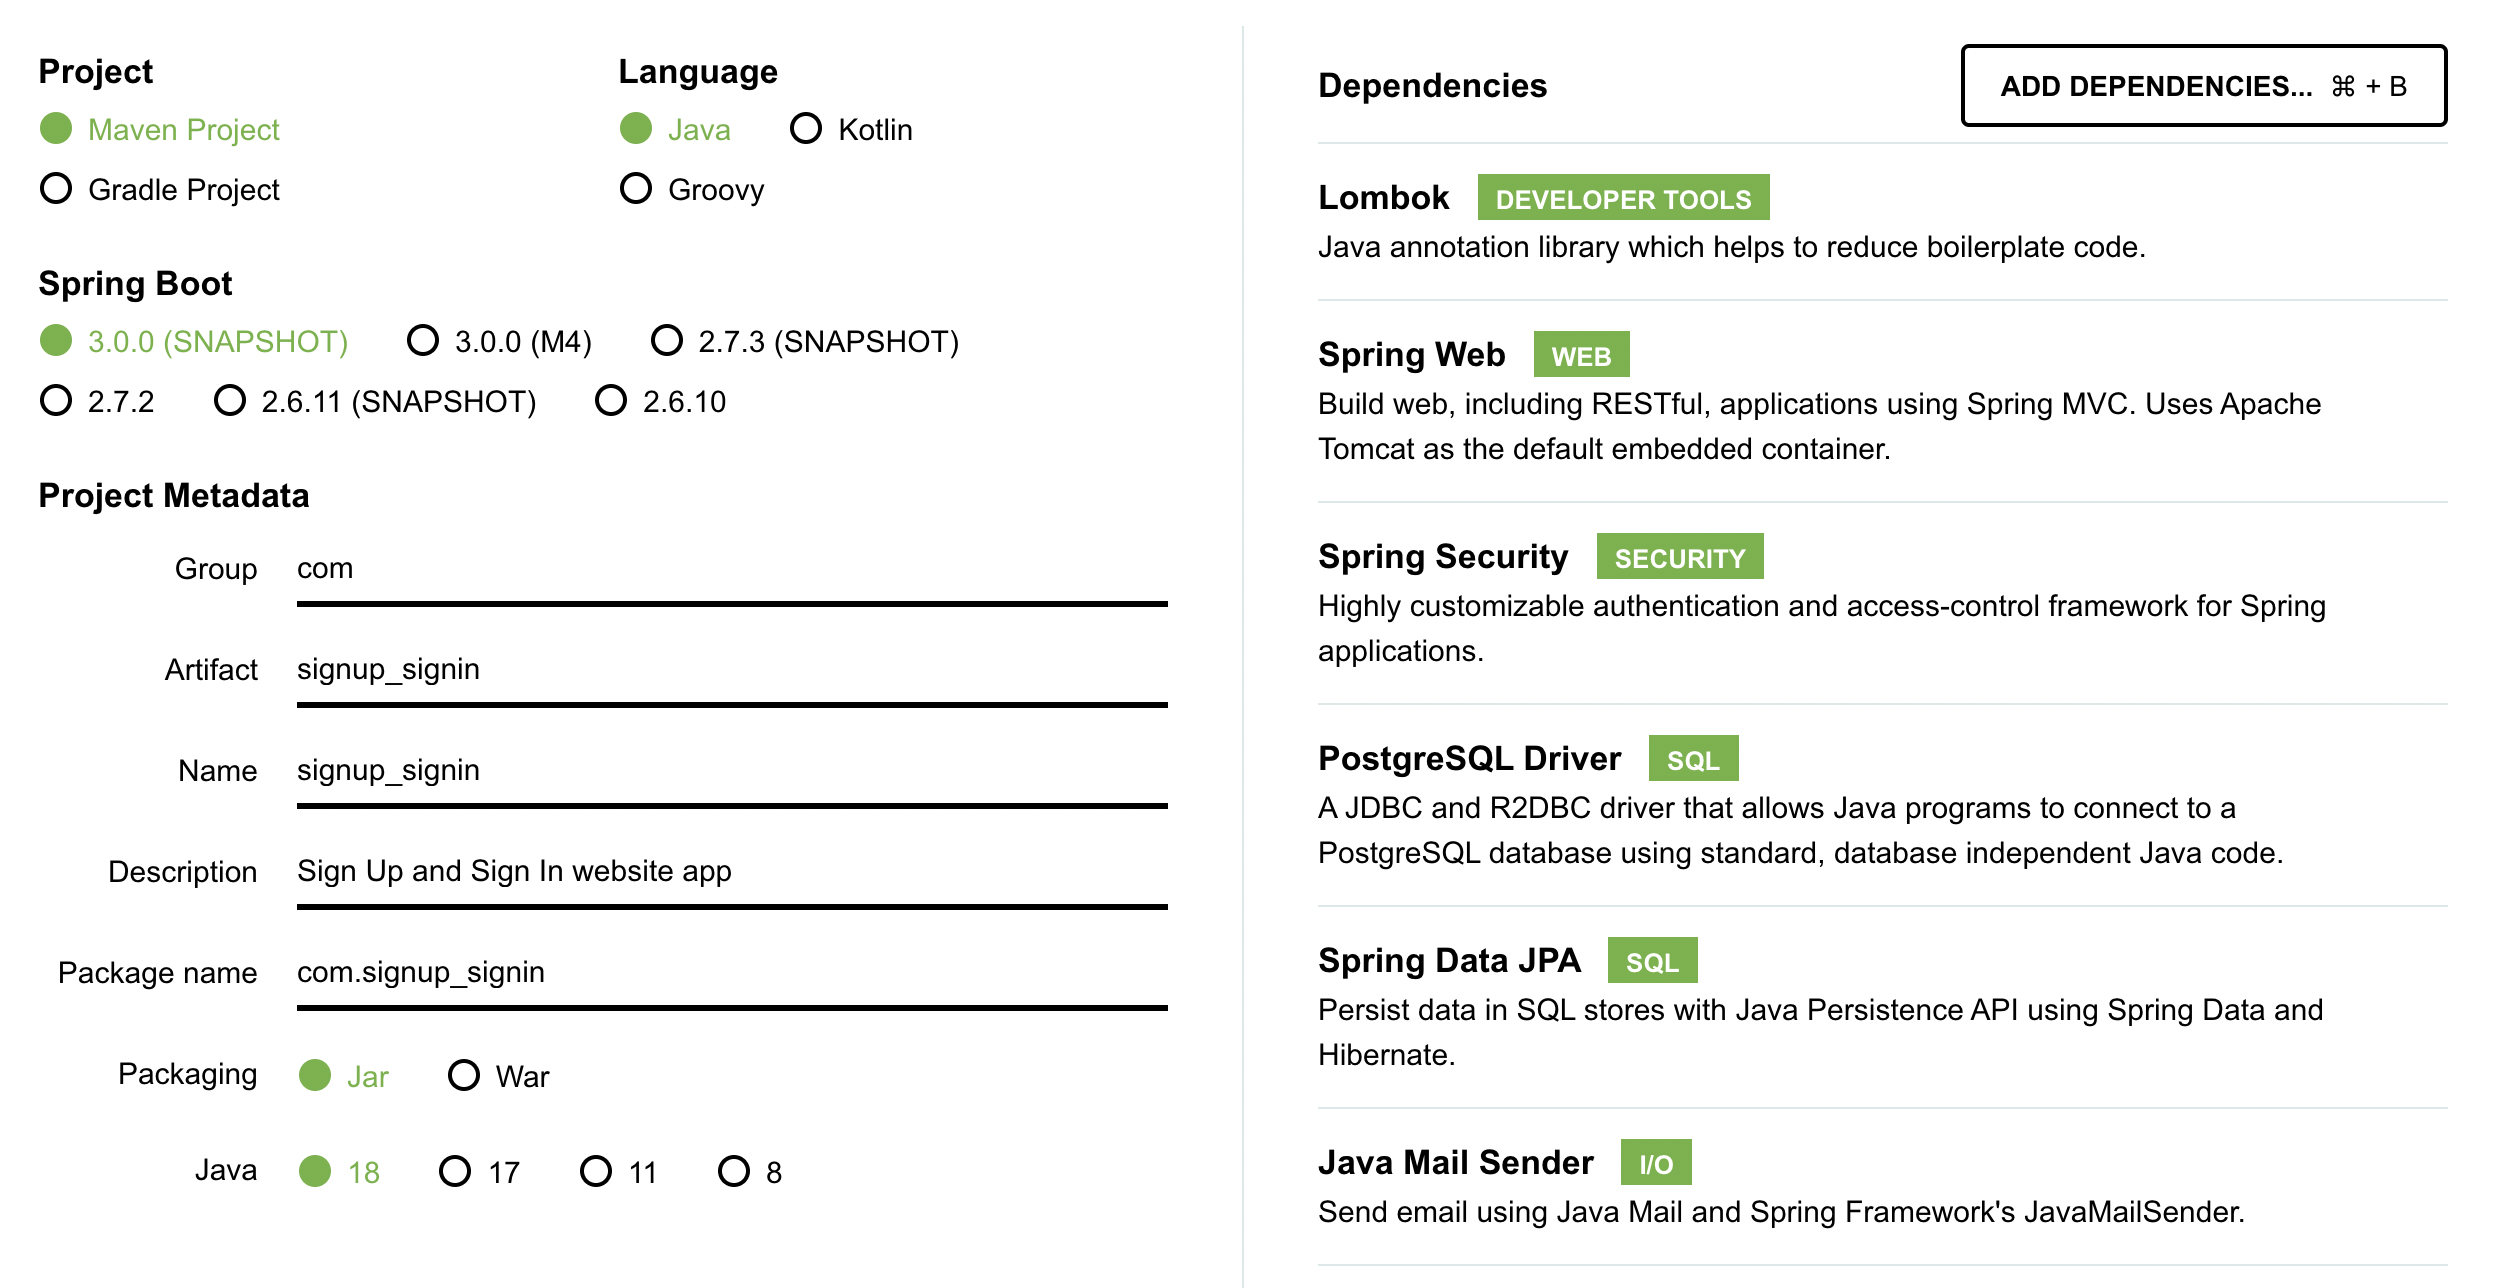 Project
Maven Project
Gradle Project
Language
Java Kotlin
Groovy
Spring Boot
3.0.0 (SNAPSHOT) 3.0.0 (M4) 2.7.3 (SNAPSHOT)
2.7.2 2.6.11 (SNAPSHOT) 2.6.10
Project Metadata
Group com
Artifact signup_signin
Name signup_signin
Description Sign Up and Sign In website app
Package name com.signup_signin
Packaging Jar War
Java 18 17 11 8
Dependencies ADD DEPENDENCIES... ⌘ + B
Lombok DEVELOPER TOOLS
Java annotation library which helps to reduce boilerplate code.
Spring Web WEB
Build web, including RESTful, applications using Spring MVC. Uses Apache
Tomcat as the default embedded container.
Spring Security SECURITY
Highly customizable authentication and access-control framework for Spring
applications.
PostgreSQL Driver SQL
A JDBC and R2DBC driver that allows Java programs to connect to a
PostgreSQL database using standard, database independent Java code.
Spring Data JPA SQL
Persist data in SQL stores with Java Persistence API using Spring Data and
Hibernate.
Java Mail Sender I/O
Send email using Java Mail and Spring Framework's JavaMailSender.